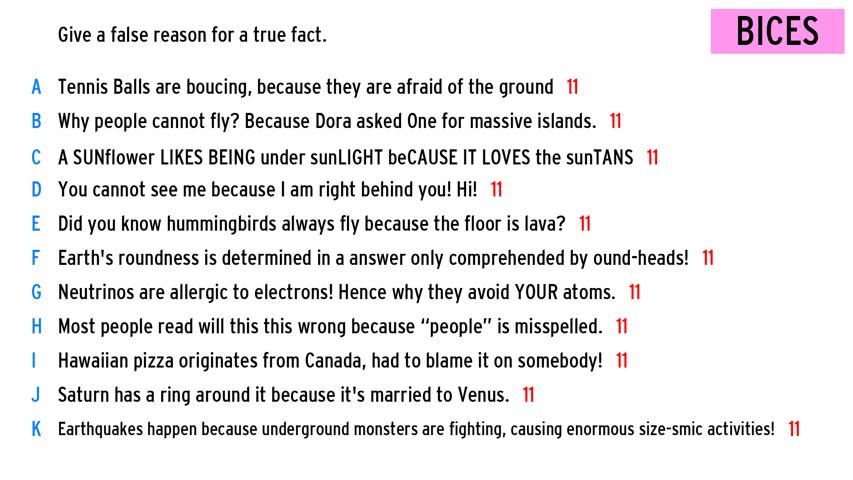 Give a false reason for a true fact.
BICES
A Tennis Balls are boucing, because they are afraid of the ground 11
B Why people cannot fly? Because Dora asked One for massive islands. 11
C A SUNflower LIKES BEING under sunLIGHT beCAUSE IT LOVES the sunTANS 11
D You cannot see me because I am right behind you! Hi! 11
E Did you know hummingbirds always fly because the floor is lava? 11
F Earth's roundness is determined in a answer only comprehended by ound-heads! 11
G Neutrinos are allergic to electrons! Hence why they avoid YOUR atoms. 11
H Most people read will this this wrong because “people” is misspelled. 11
I Hawaiian pizza originates from Canada, had to blame it on somebody! 11
J Saturn has a ring around it because it's married to Venus. 11
K Earthquakes happen because underground monsters are fighting, causing enormous size-smic activities! 11